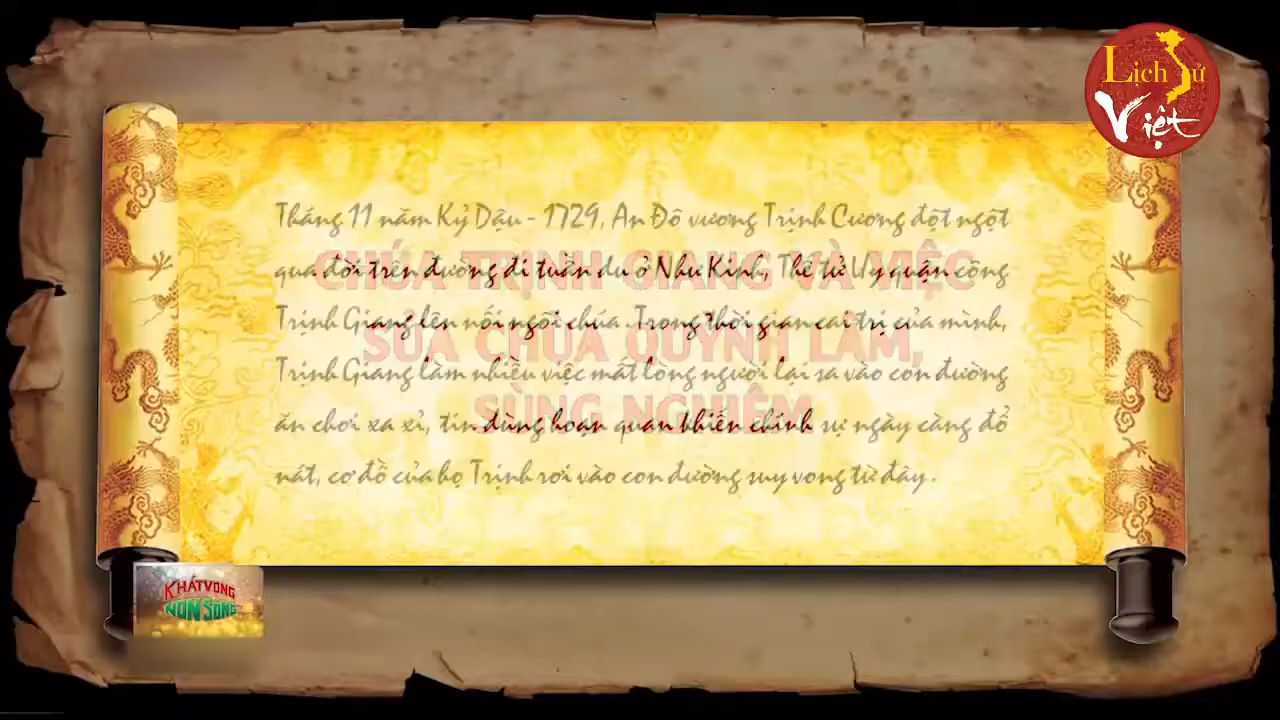 Lịch Sử
Việt
Tháng 11 năm Kỷ Dậu - 1729, An Đô vương Trịnh Cương đột ngột
qua đời trên đường đi tuần du ở Như Kinh, Thế tử Uy quận công
Trịnh Giang lên nối ngôi chúa. Trong thời gian cai trị của mình,
Trịnh Giang làm nhiều việc mất lòng người lại sa vào con đường
ăn chơi xa xỉ, tin dùng hoạn quan khiến chính sự ngày càng đổ
nát, cơ đồ của họ Trịnh rơi vào con đường suy vong từ đây.
CHÚA TRỊNH GIANG VÀ VIỆC
SỬA CHÙA QUỲNH LÂM,
SÙNG NGHIÊM
KHÁT VỌNG
NON SÔNG